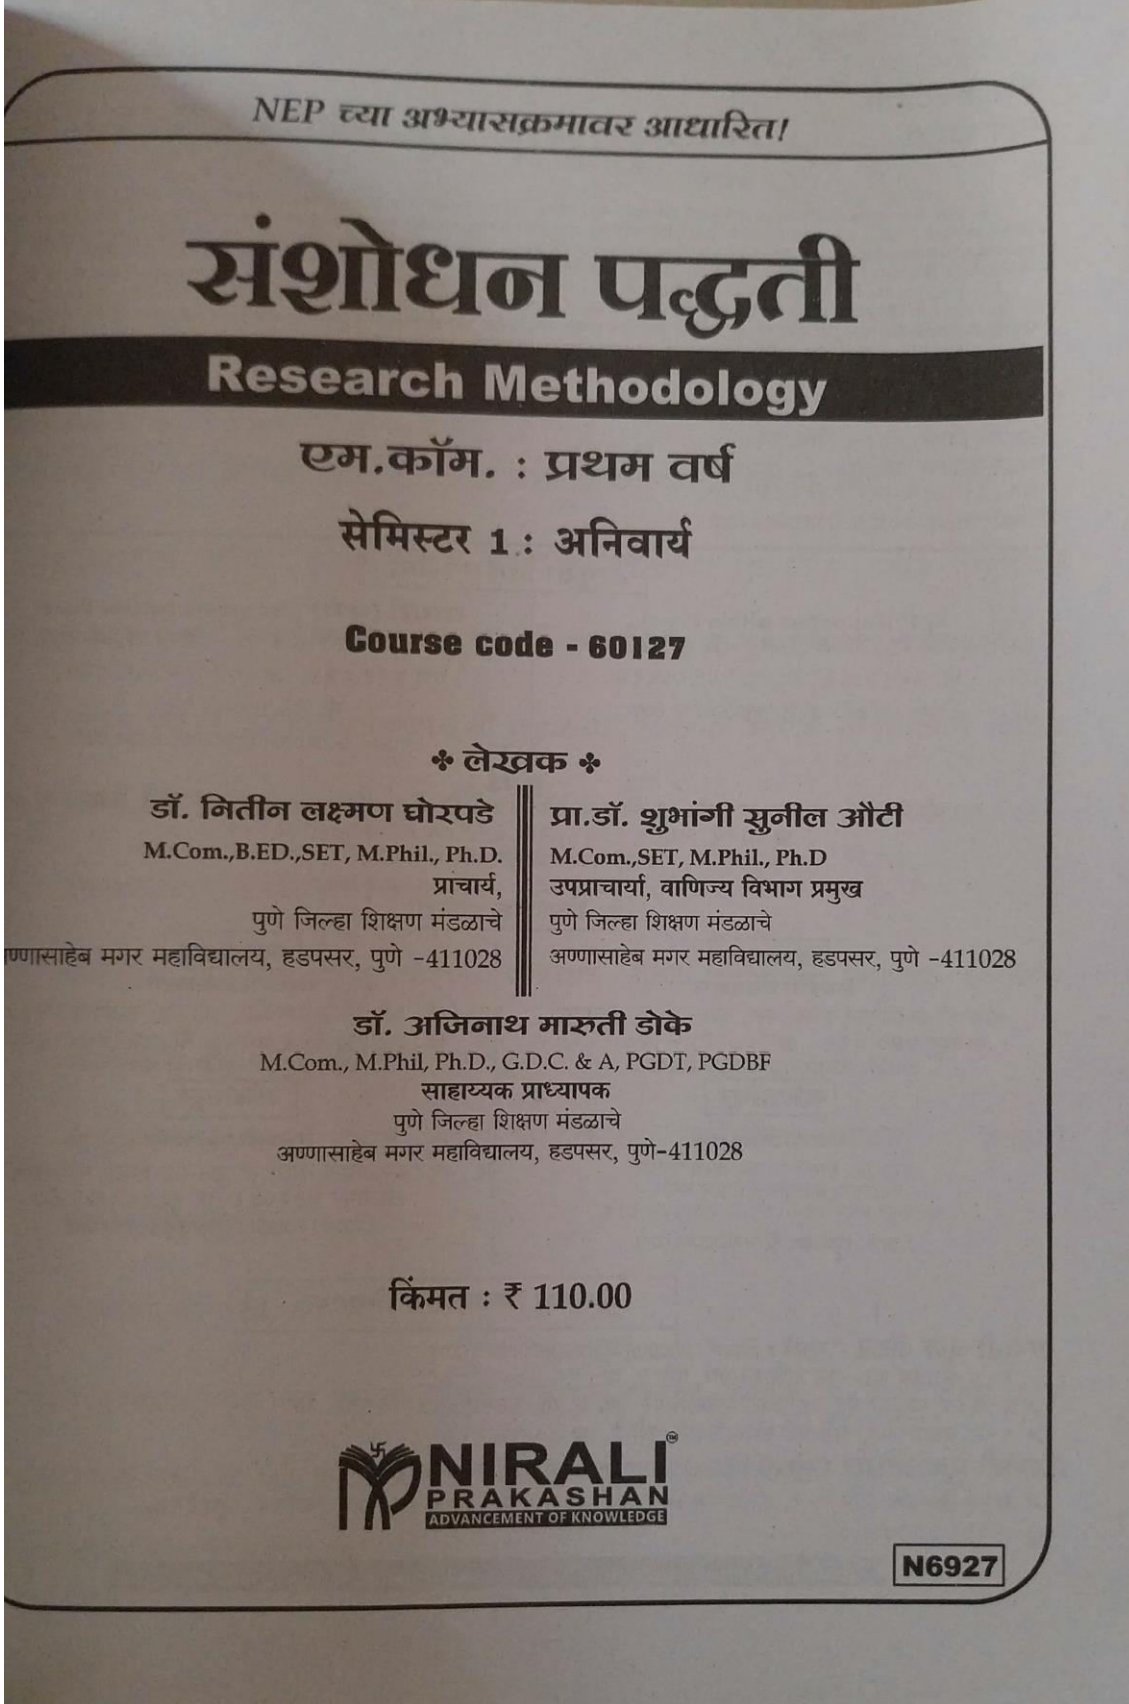 NEP च्या अभ्यासक्रमावर आधारित!
संशोधन पद्धती
Research Methodology
एम.कॉम. : प्रथम वर्ष
सेमिस्टर 1 : अनिवार्य
Course code - 60127
लेखक
डॉ. नितीन लक्ष्मण घोरपडे
M.Com.,B.ED.,SET, M.Phil., Ph.D.
प्राचार्य,
पुणे जिल्हा शिक्षण मंडळाचे
मगर महाविद्यालय, हडपसर, पुणे -411028
प्रा.डॉ. शुभांगी सुनील औटी
M.Com.,SET, M.Phil., Ph.D
उपप्राचार्या, वाणिज्य विभाग प्रमुख
पुणे जिल्हा शिक्षण मंडळाचे
अण्णासाहेब मगर महाविद्यालय, हडपसर, पुणे -411028
डॉ. अजिनाथ मारुती डोके
M.Com., M.Phil, Ph.D., G.D.C. & A, PGDT, PGDBF
साहाय्यक प्राध्यापक
पुणे जिल्हा शिक्षण मंडळाचे
अण्णासाहेब मगर महाविद्यालय, हडपसर, पुणे-411028
किंमत : ₹ 110.00
NIRALI TM
PRAKASHAN
ADVANCEMENT OF KNOWLEDGE
N6927